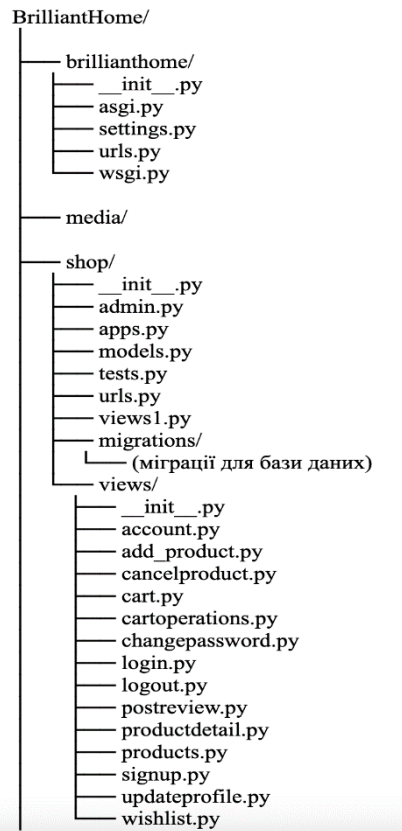 BrilliantHome/
brillianthome/
__init__.py
asgi.py
settings.py
urls.py
wsgi.py
media/
shop/
__init__.py
admin.py
apps.py
models.py
tests.py
urls.py
views1.py
migrations/
(міграції для бази даних)
views/
__init__.py
account.py
add_product.py
cancelproduct.py
cart.py
cartoperations.py
changepassword.py
login.py
logout.py
postreview.py
productdetail.py
products.py
signup.py
updateprofile.py
wishlist.py